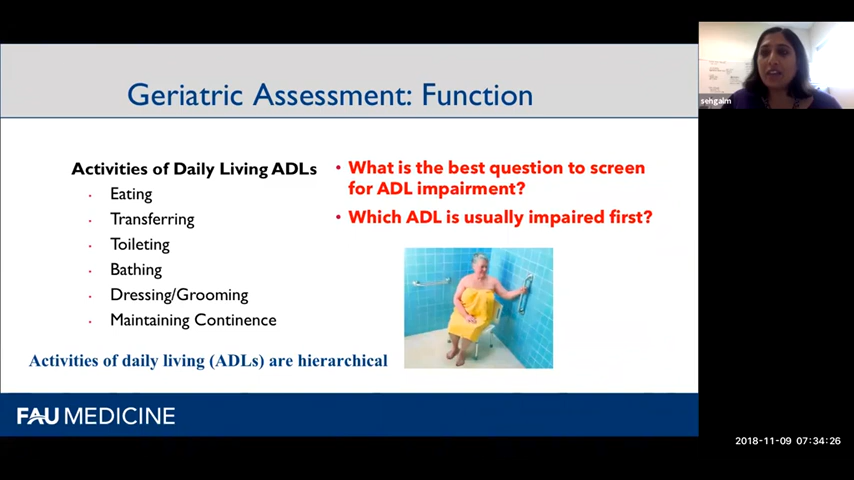 Geriatric Assessment: Function
Activities of Daily Living ADLs
• Eating
• Transferring
• Toileting
• Bathing
• Dressing/Grooming
• Maintaining Continence
Activities of daily living (ADLs) are hierarchical
• What is the best question to screen
for ADL impairment?
• Which ADL is usually impaired first?
FAU MEDICINE
sehgalm
2018-11-09 07:34:26